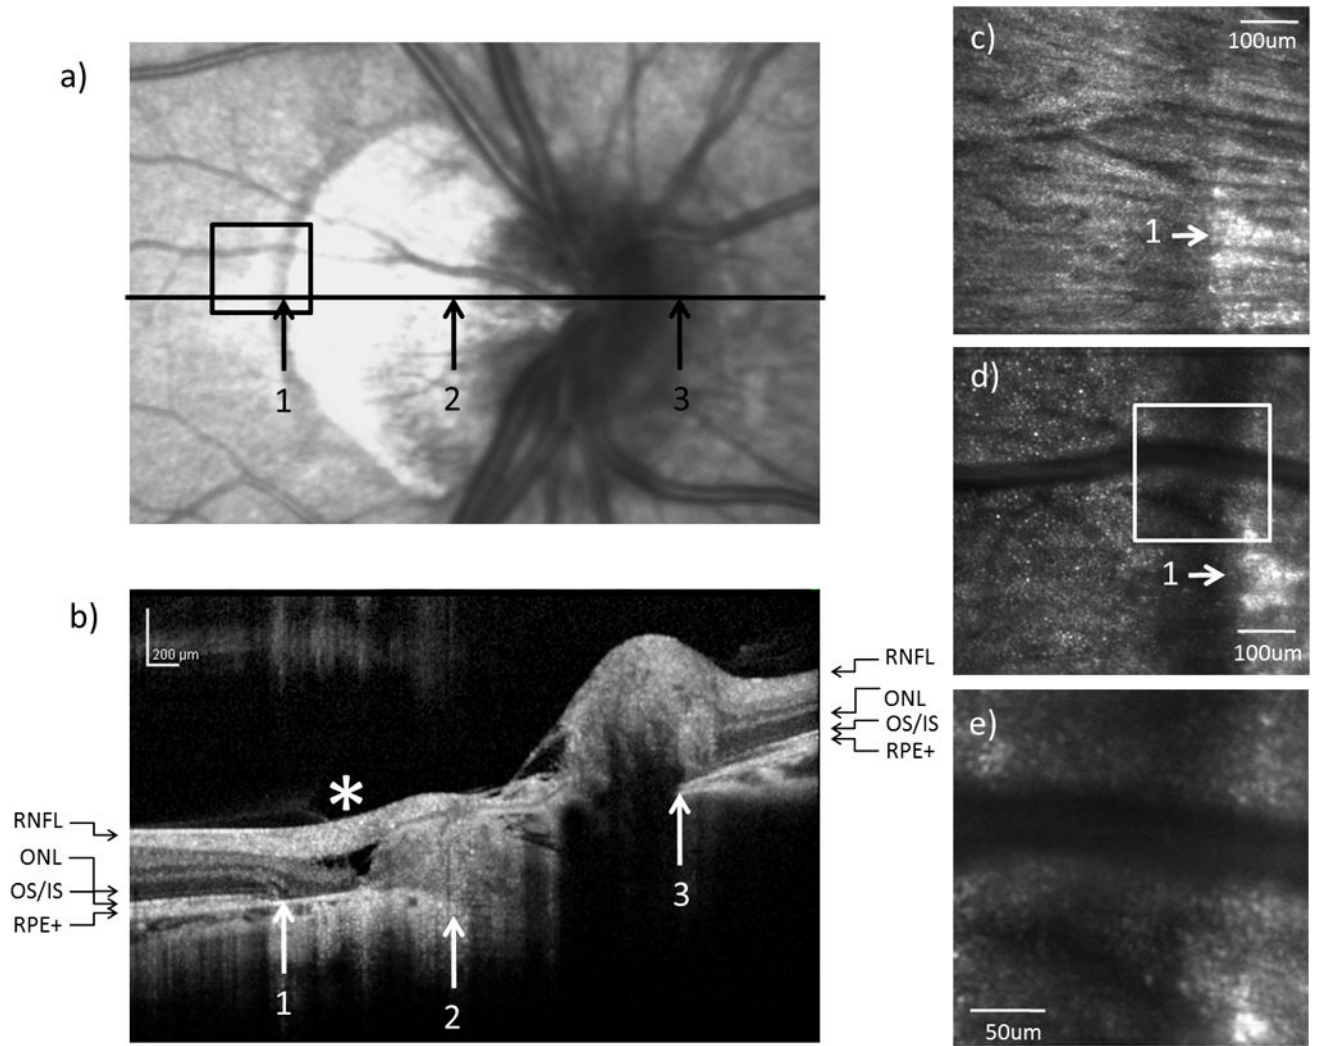 a)
1
2
3
b)
200 µm
*
RNFL
ONL
OS/IS
RPE+
RNFL
ONL
OS/IS
RPE+
1
2
3
c)
100um
1
d)
1
100um
e)
50um